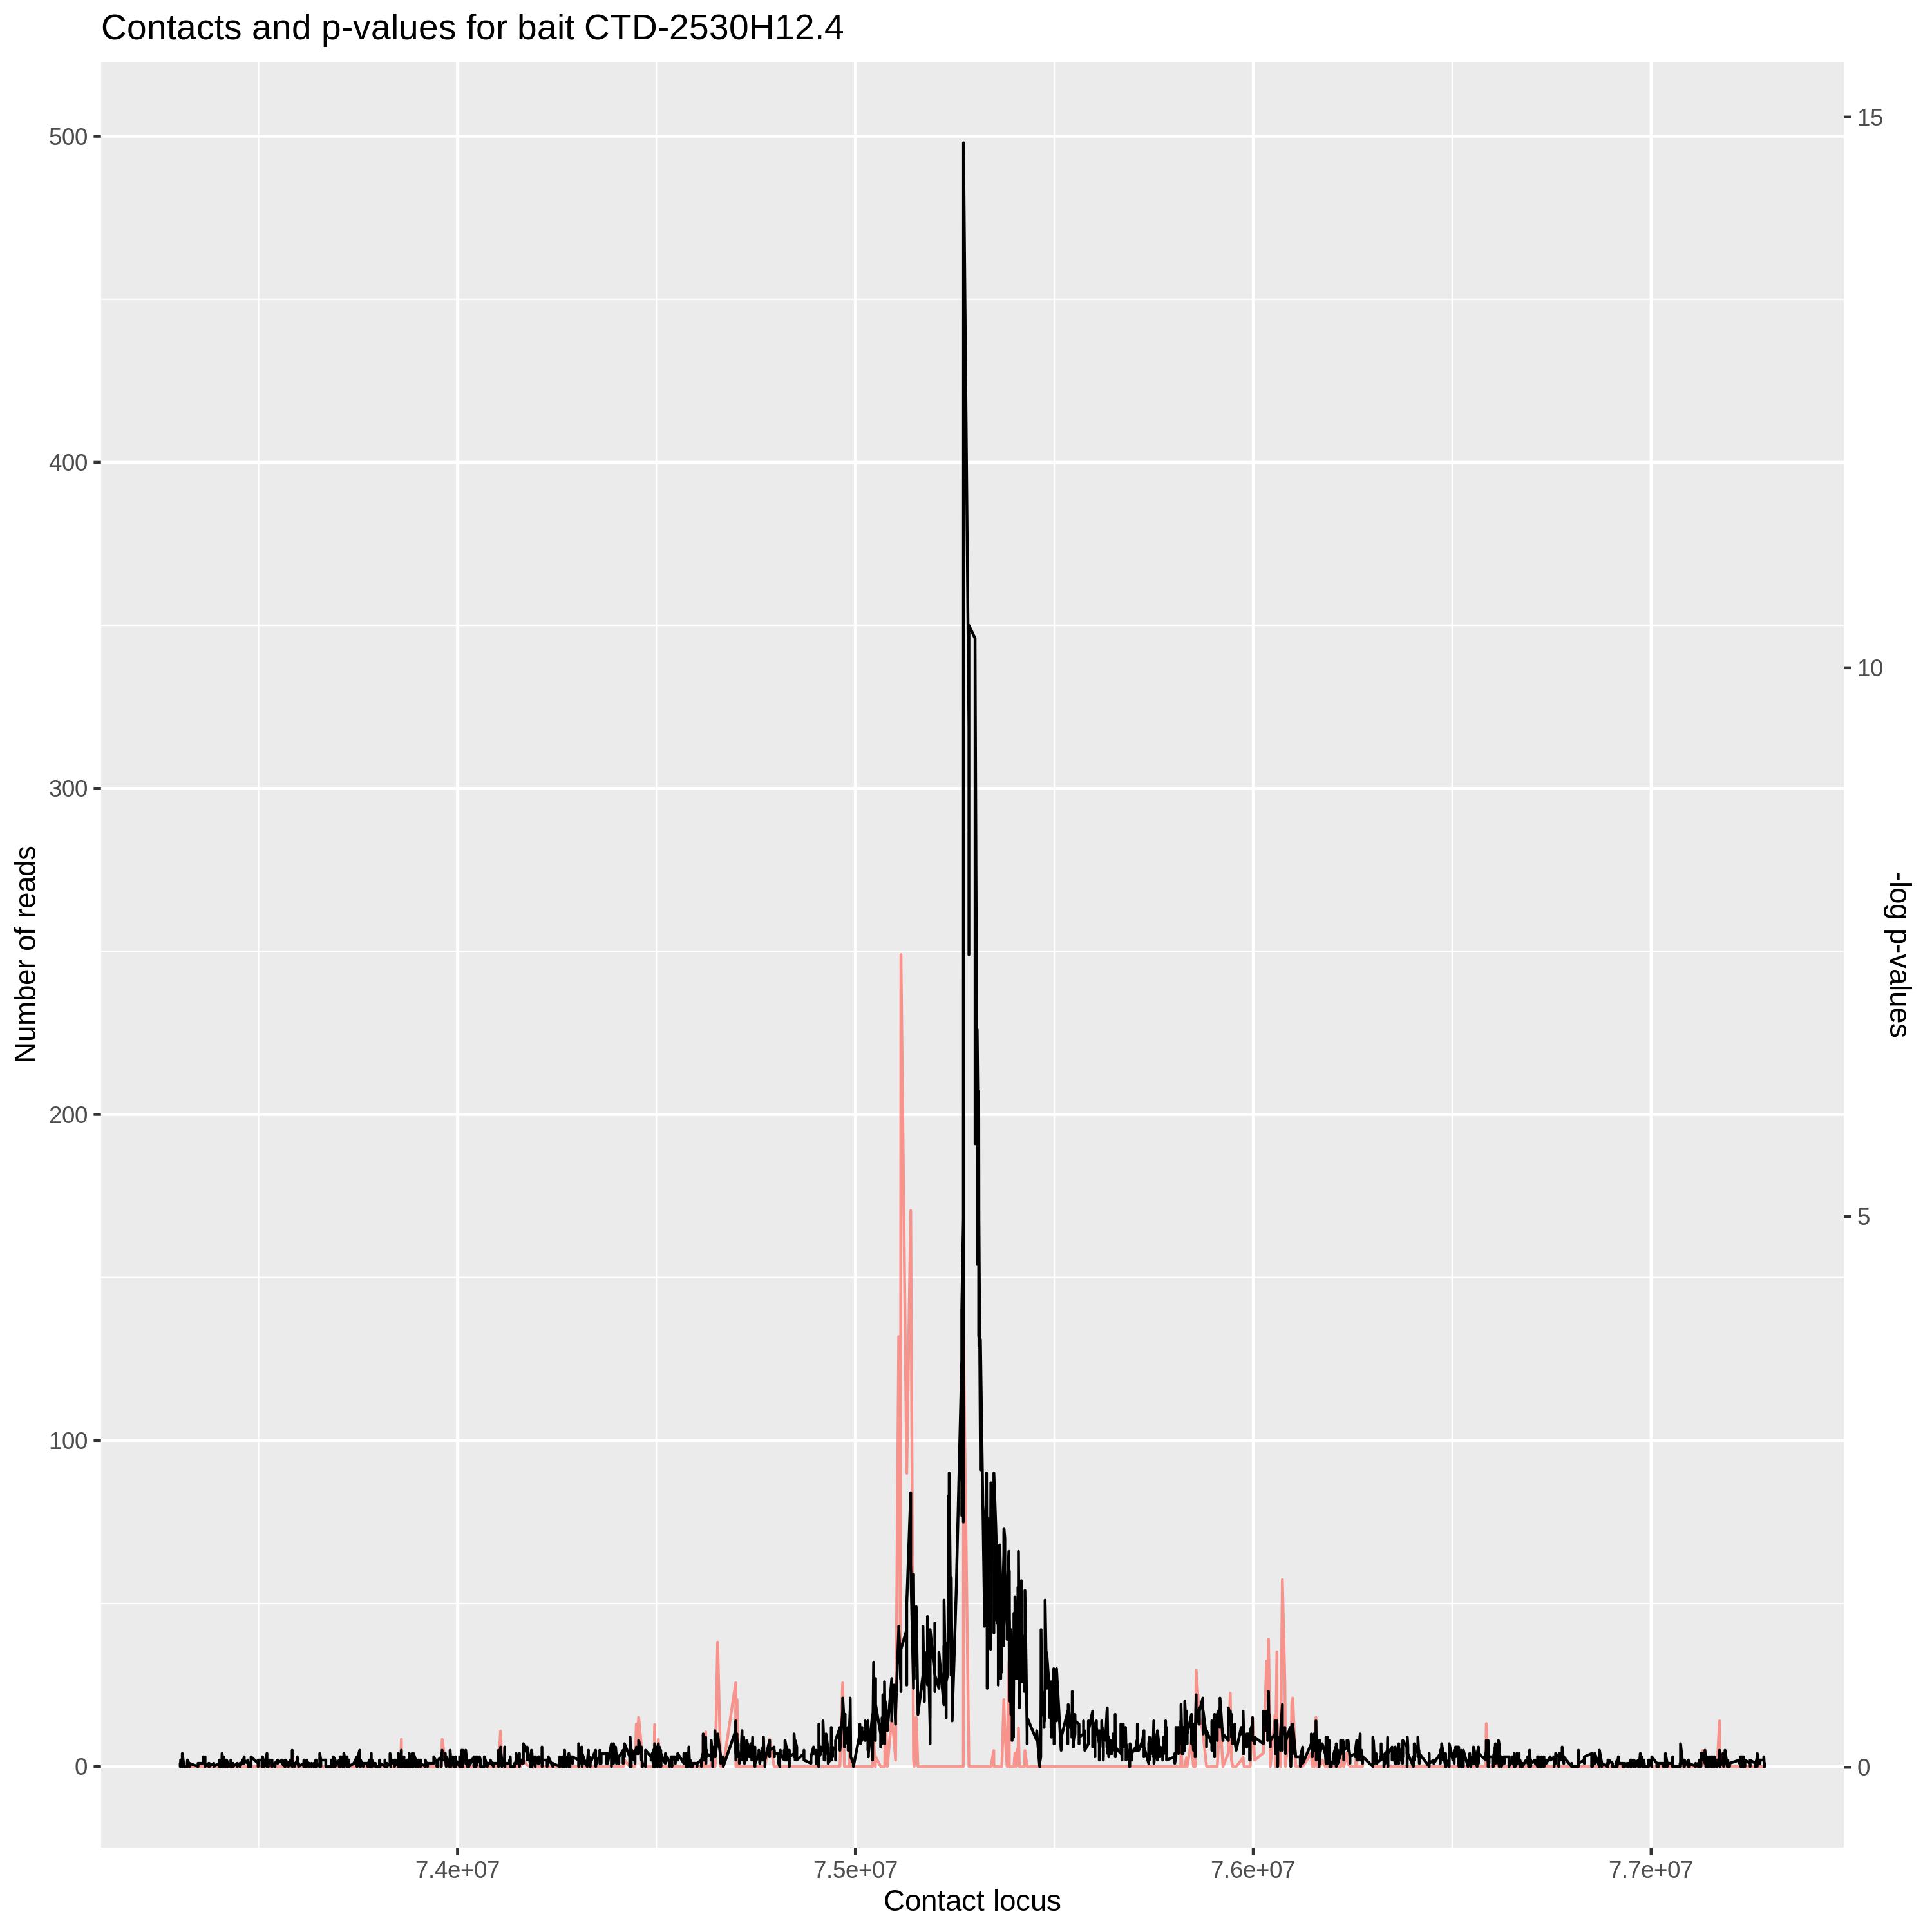 Contacts and p-values for bait CTD-2530H12.4
500
400
300
200
100
0
Number of reads
15
10
5
0
-log p-values
7.4e+07
7.5e+07
7.6e+07
7.7e+07
Contact locus